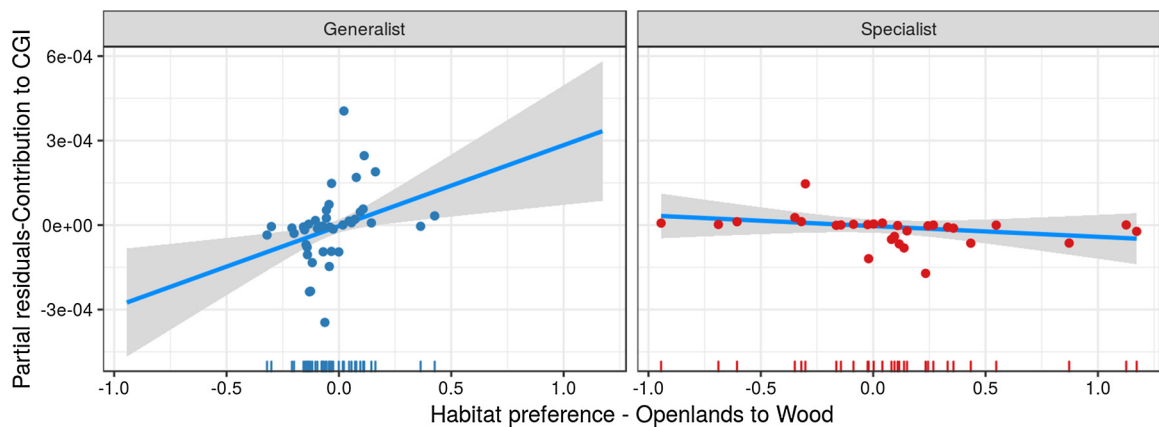 Generalist
Specialist
Partial residuals-Contribution to CGI
6e-04
3e-04
0e+00
-3e-04
-1.0 -0.5 0.0 0.5 1.0
-1.0 -0.5 0.0 0.5 1.0
Habitat preference - Openlands to Wood